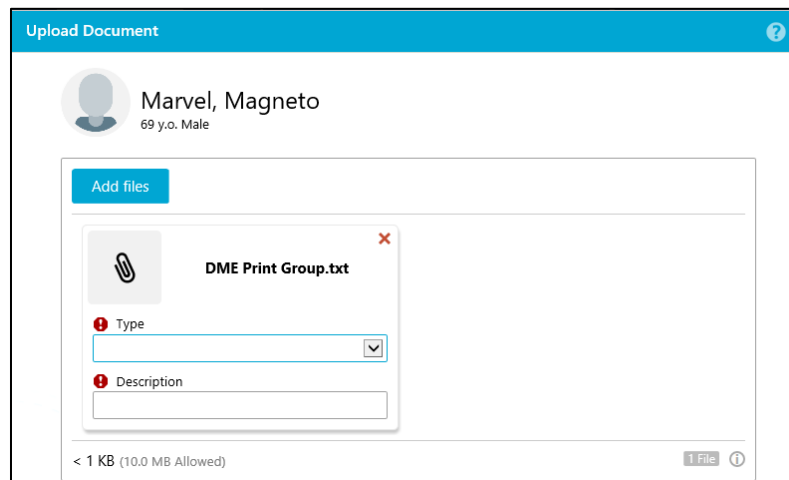 Upload Document
Marvel, Magneto
69 y.o. Male
Add files
DME Print Group.txt
Type
Description
< 1 KB (10.0 MB Allowed)
1 File